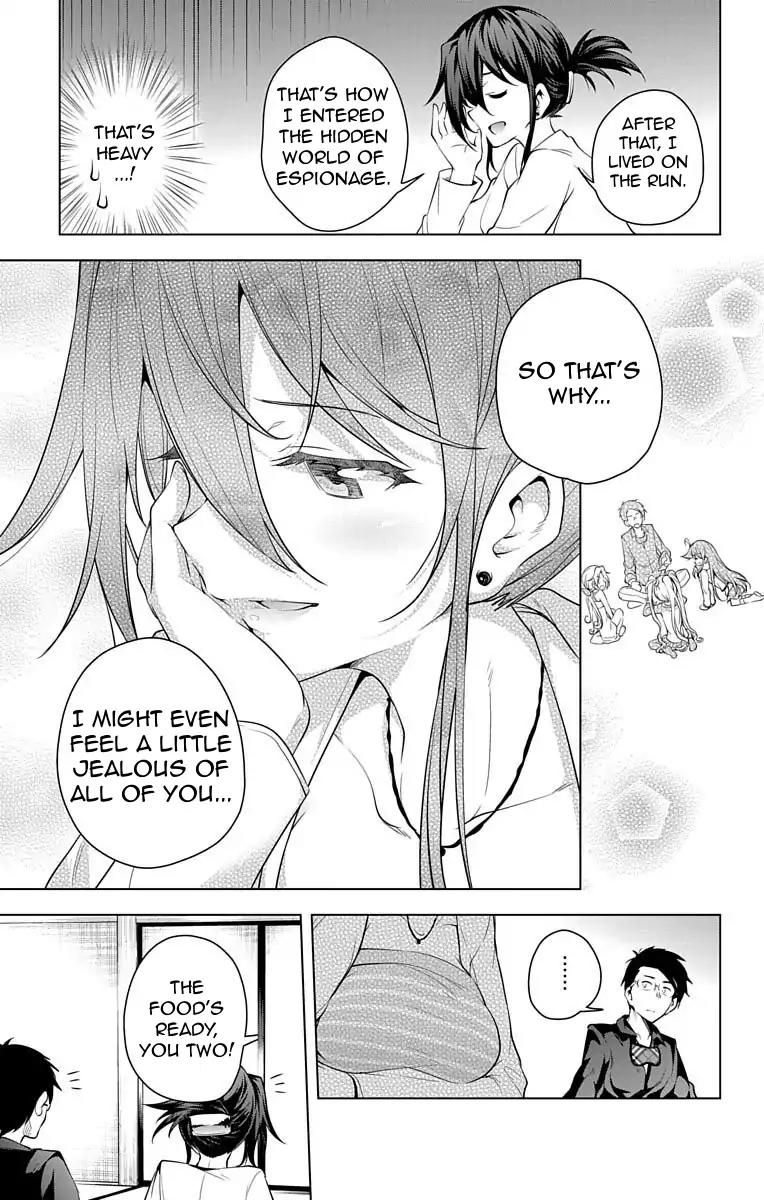 AFTER
THAT, I
LIVED ON
THE RUN.
THAT'S HOW
I ENTERED
THE HIDDEN
WORLD OF
ESPIONAGE.
THAT'S
HEAVY
...!
SO THAT'S
WHY...
I MIGHT EVEN
FEEL A LITTLE
JEALOUS OF
ALL OF YOU...
......
THE
FOOD'S
READY,
YOU TWO!